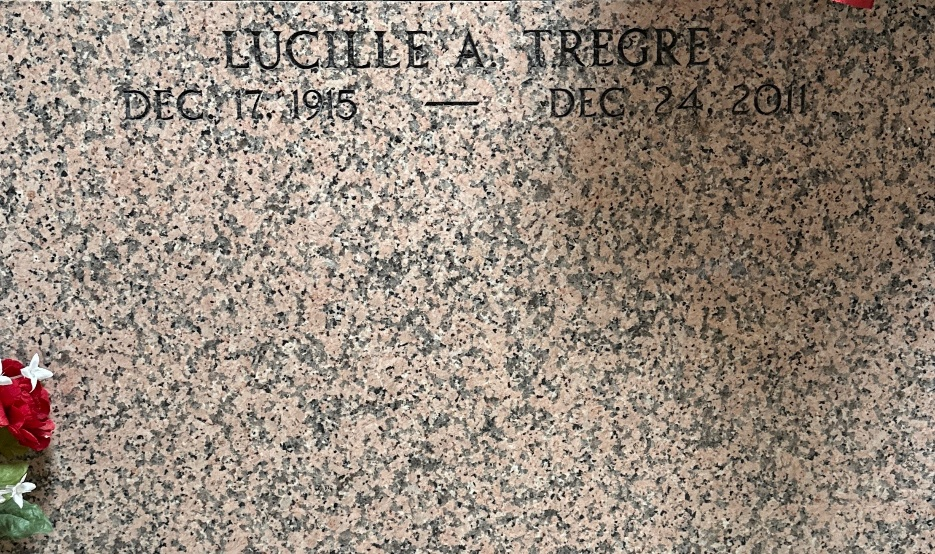 LUCILLE A. TREGRE
DEC. 17, 1915 — DEC. 24, 2011